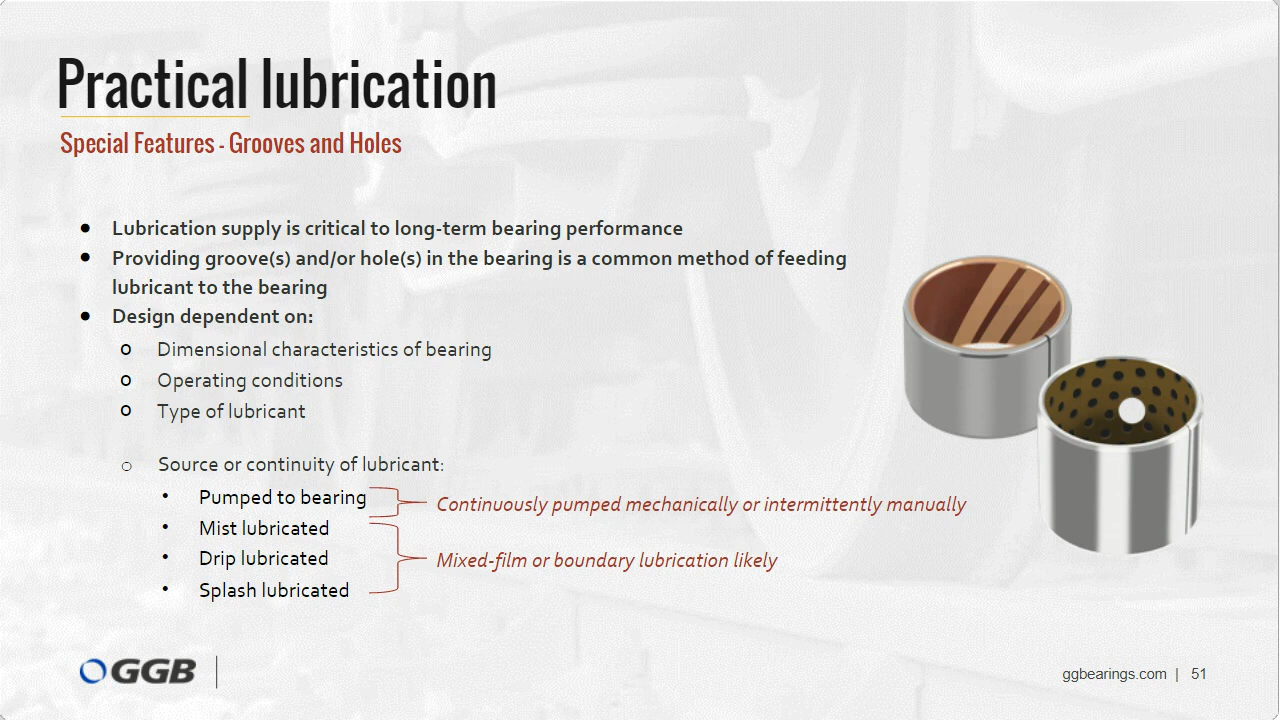 Practical lubrication
Special Features - Grooves and Holes
● Lubrication supply is critical to long-term bearing performance
● Providing groove(s) and/or hole(s) in the bearing is a common method of feeding
lubricant to the bearing
● Design dependent on:
o Dimensional characteristics of bearing
o Operating conditions
o Type of lubricant
o Source or continuity of lubricant:
• Pumped to bearing
Continuously pumped mechanically or intermittently manually
• Mist lubricated
• Drip lubricated
Mixed-film or boundary lubrication likely
• Splash lubricated
GGB
ggbearings.com | 51